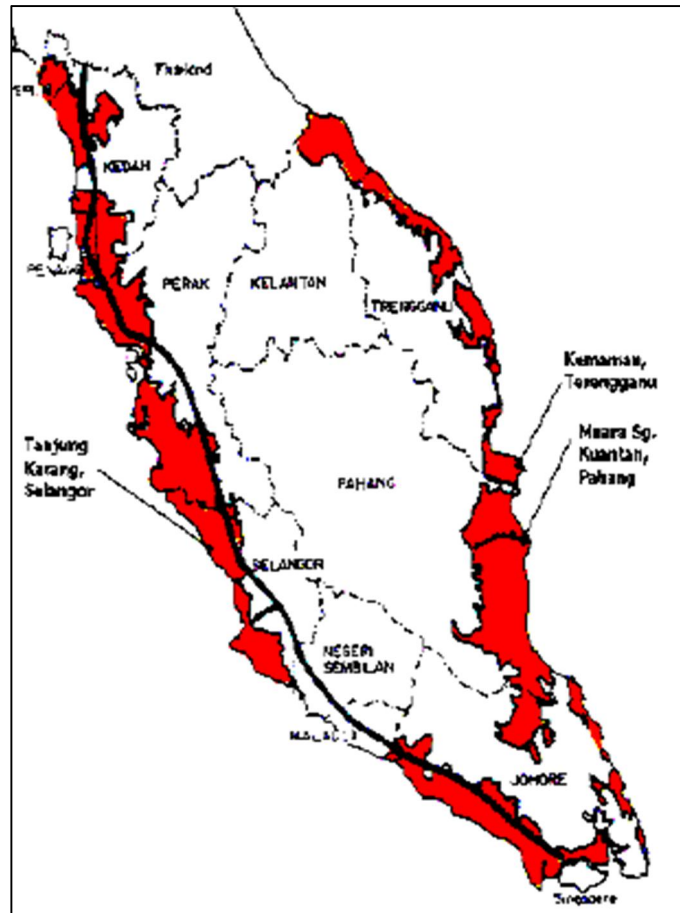 Thailand
KEDAH
PENANG
PERAK
KELANTAN
TRENGGANU
Kemaman,
Terengganu
Muara Sg.
Kuantan,
Pahang
Tanjung
Karang,
Selangor
PAHANG
SELANGOR
NEGERI
SEMBILAN
JOHORE
Singapore